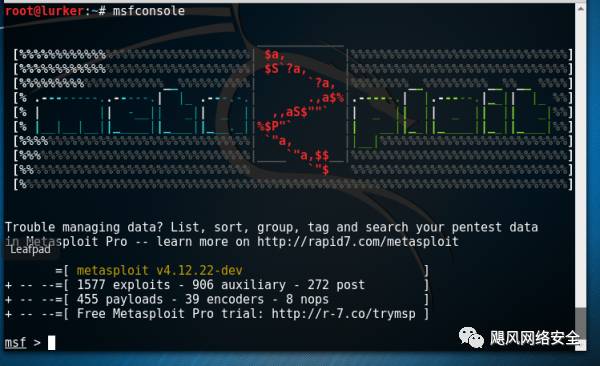 root@lurker:~# msfconsole
metasploit
Trouble managing data? List, sort, group, tag and search your pentest data
in Metasploit Pro -- learn more on http://rapid7.com/metasploit
Leafpad
=[ metasploit v4.12.22-dev ]
+ -- --=[ 1577 exploits - 906 auxiliary - 272 post ]
+ -- --=[ 455 payloads - 39 encoders - 8 nops ]
+ -- --=[ Free Metasploit Pro trial: http://r-7.co/trymsp ]
msf >
飓风网络安全